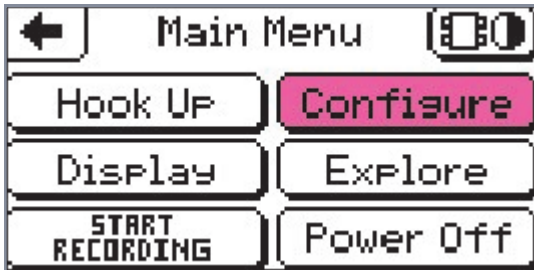 Main Menu
Hook Up
Configure
Display
Explore
START
RECORDING
Power Off